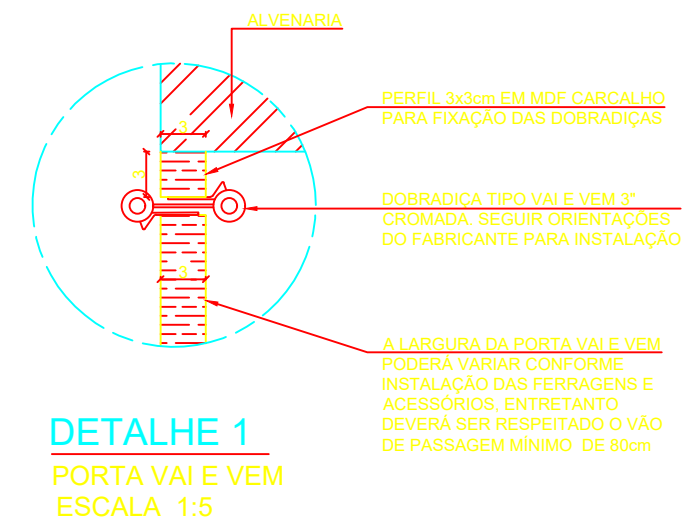 ALVENARIA
PERFIL 3x3cm EM MDF CARCALHO
PARA FIXAÇÃO DAS DOBRADIÇAS
3
3
DOBRADIÇA TIPO VAI E VEM 3"
CROMADA. SEGUIR ORIENTAÇÕES
DO FABRICANTE PARA INSTALAÇÃO
3
A LARGURA DA PORTA VAI E VEM
PODERÁ VARIAR CONFORME
INSTALAÇÃO DAS FERRAGENS E
ACESSÓRIOS, ENTRETANTO
DEVERÁ SER RESPEITADO O VÃO
DE PASSAGEM MÍNIMO DE 80cm
DETALHE 1
PORTA VAI E VEM
ESCALA 1:5